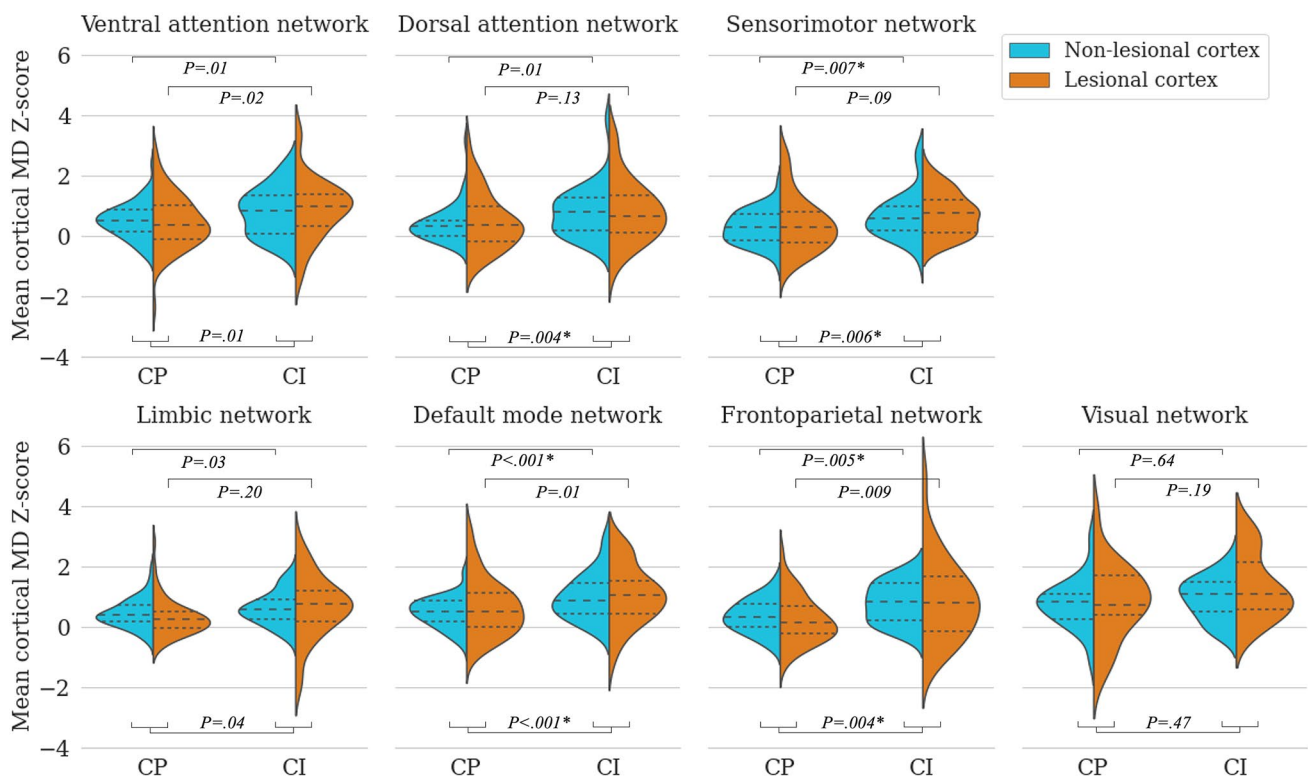 Ventral attention network
Dorsal attention network
Sensorimotor network
Non-lesional cortex
Lesional cortex
Mean cortical MD Z-score
6
4
2
0
−2
−4
P=.01
P=.02
P=.01
CP
CI
P=.01
P=.13
P=.004*
CP
CI
P=.007*
P=.09
P=.006*
CP
CI
Limbic network
Default mode network
Frontoparietal network
Visual network
Mean cortical MD Z-score
6
4
2
0
−2
−4
P=.03
P=.20
P=.04
CP
CI
P<.001*
P=.01
P<.001*
CP
CI
P=.005*
P=.009
P=.004*
CP
CI
P=.64
P=.19
P=.47
CP
CI